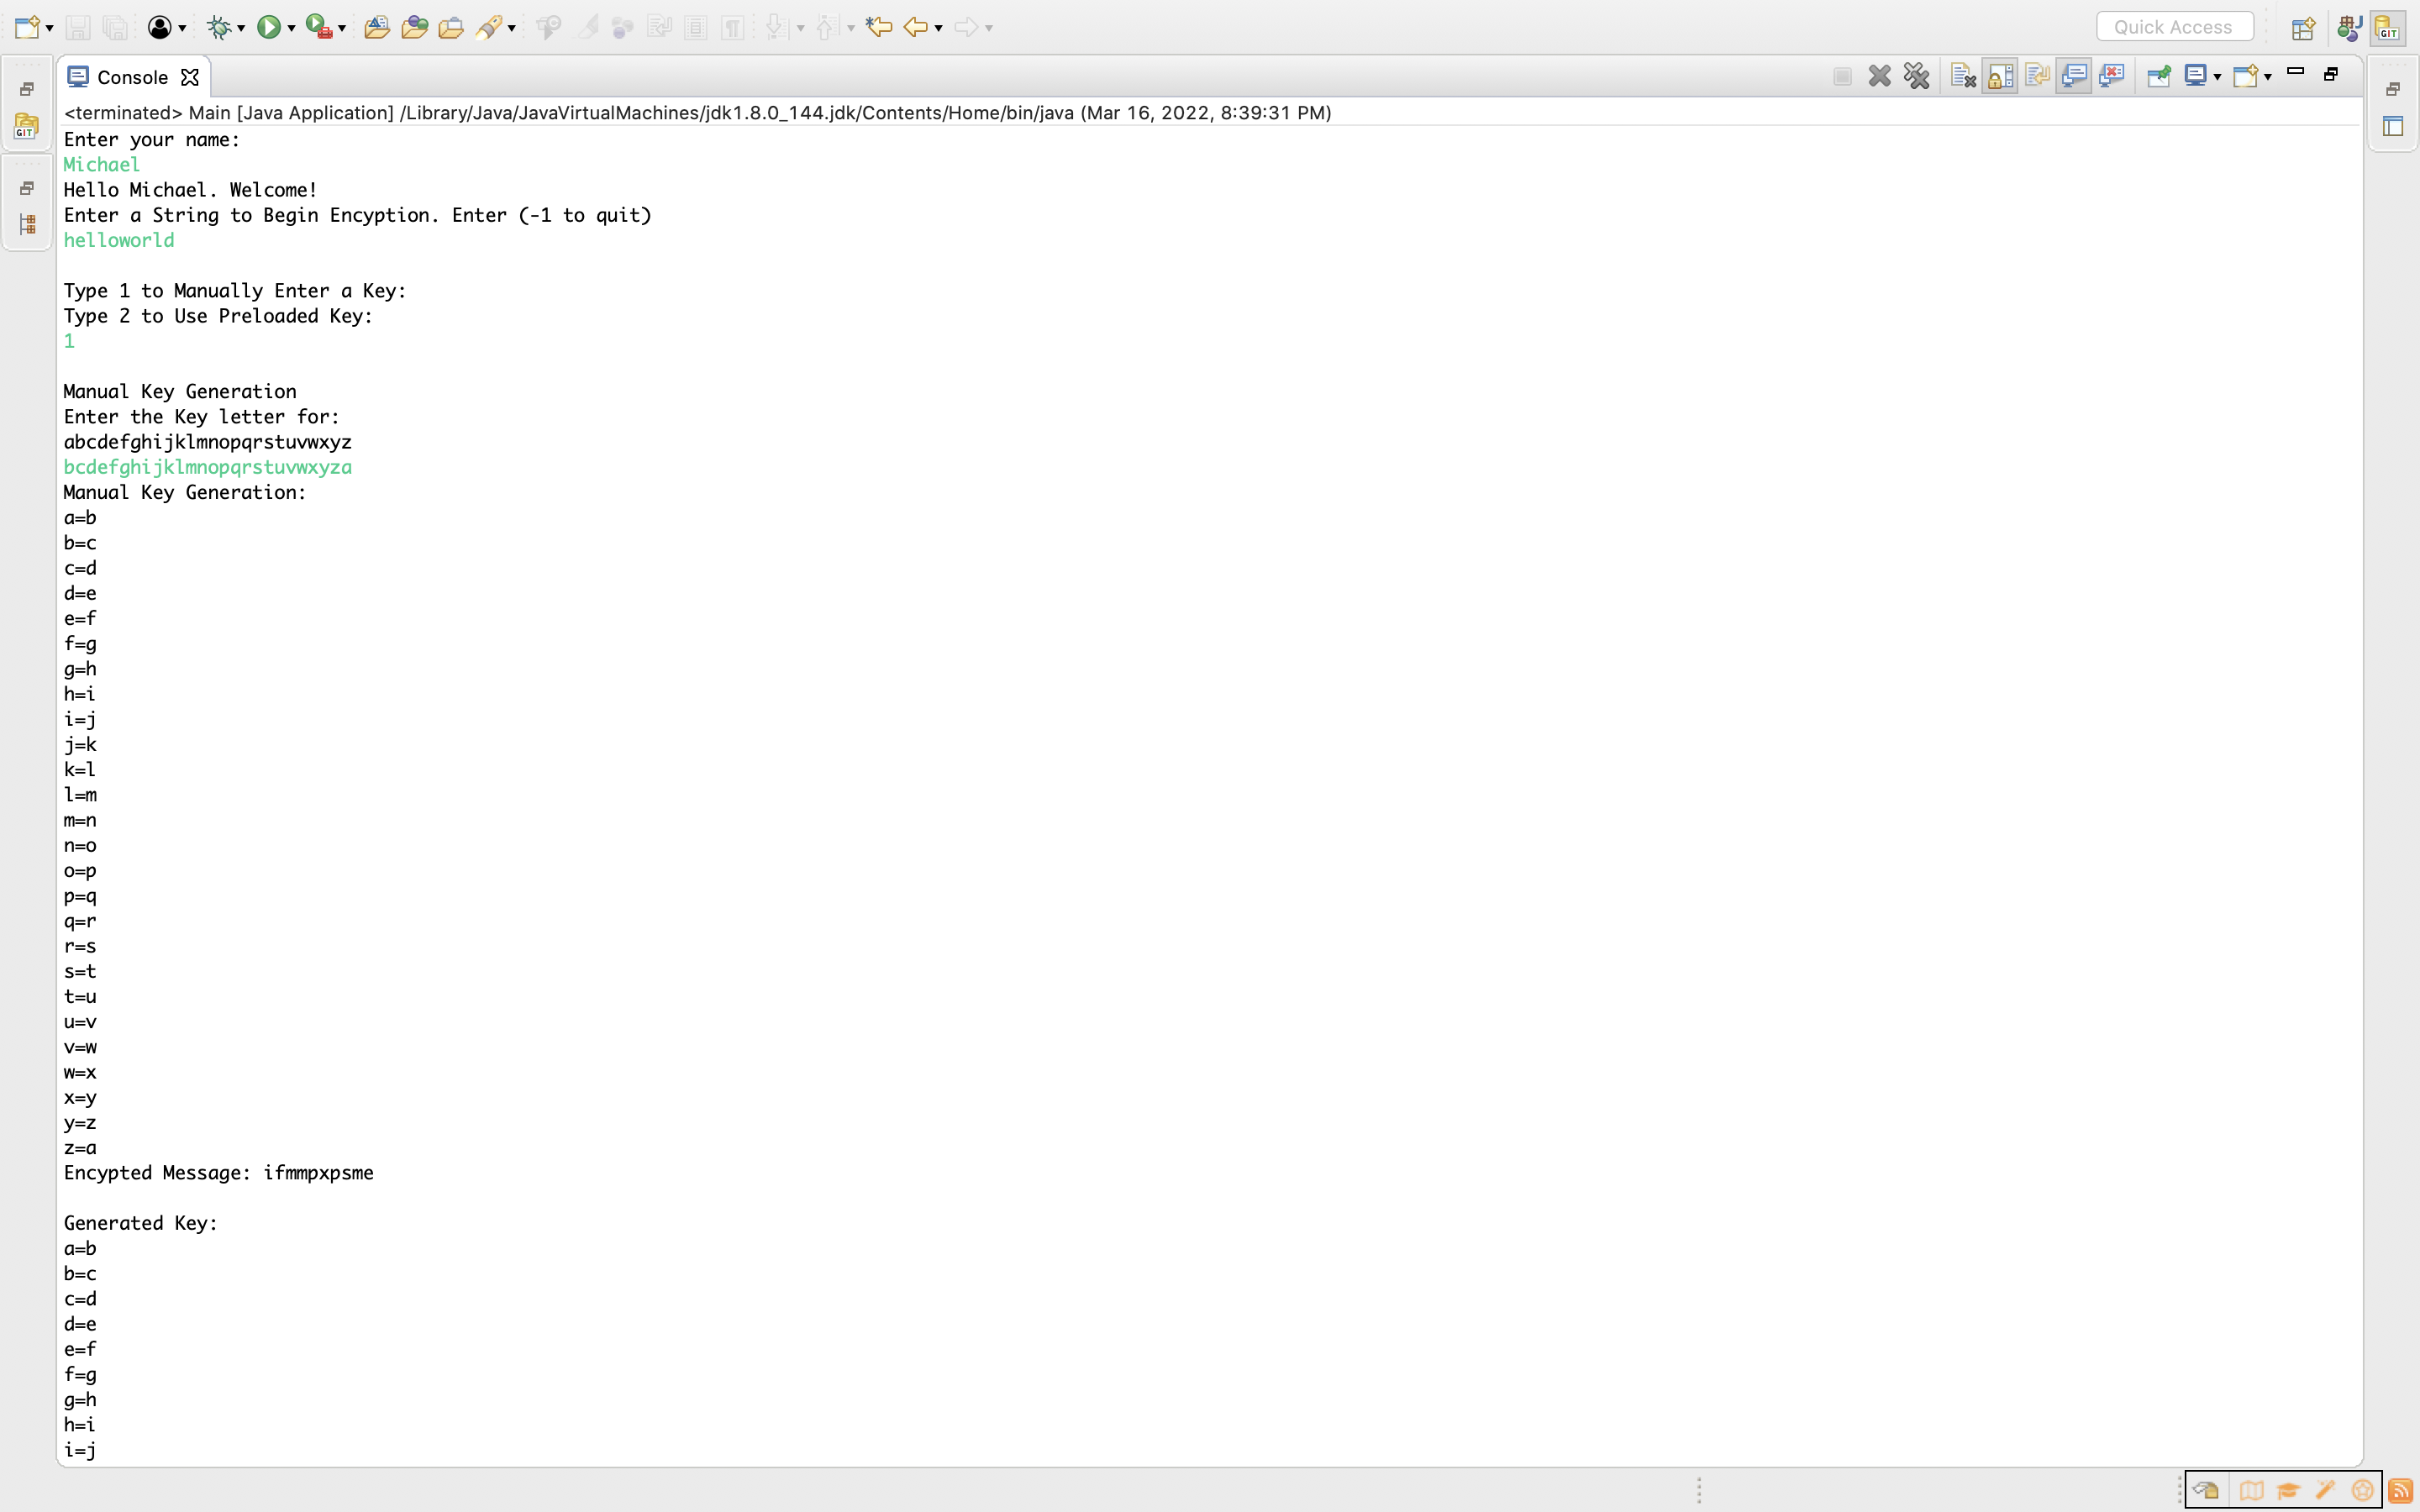 Quick Access
Console
<terminated> Main [Java Application] /Library/Java/JavaVirtualMachines/jdk1.8.0_144.jdk/Contents/Home/bin/java (Mar 16, 2022, 8:39:31 PM)
Enter your name:
Michael
Hello Michael. Welcome!
Enter a String to Begin Encyption. Enter (-1 to quit)
helloworld
Type 1 to Manually Enter a Key:
Type 2 to Use Preloaded Key:
1
Manual Key Generation
Enter the Key letter for:
abcdefghijklmnopqrstuvwxyz
bcdefghijklmnopqrstuvwxyza
Manual Key Generation:
a=b
b=c
c=d
d=e
e=f
f=g
g=h
h=i
i=j
j=k
k=l
l=m
m=n
n=o
o=p
p=q
q=r
r=s
s=t
t=u
u=v
v=w
w=x
x=y
y=z
z=a
Encypted Message: ifmmpxpsme
Generated Key:
a=b
b=c
c=d
d=e
e=f
f=g
g=h
h=i
i=j